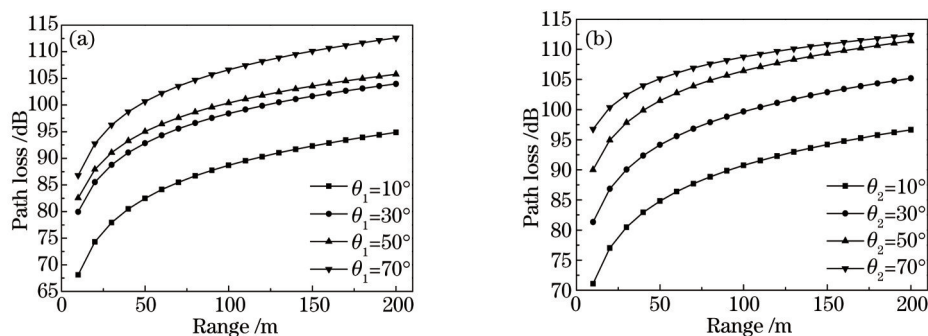 (a)
Path loss /dB
115
110
105
100
95
90
85
80
75
70
65
0 50 100 150 200
Range /m
θ1=10°
θ1=30°
θ1=50°
θ1=70°
(b)
Path loss /dB
115
110
105
100
95
90
85
80
75
70
0 50 100 150 200
Range /m
θ2=10°
θ2=30°
θ2=50°
θ2=70°